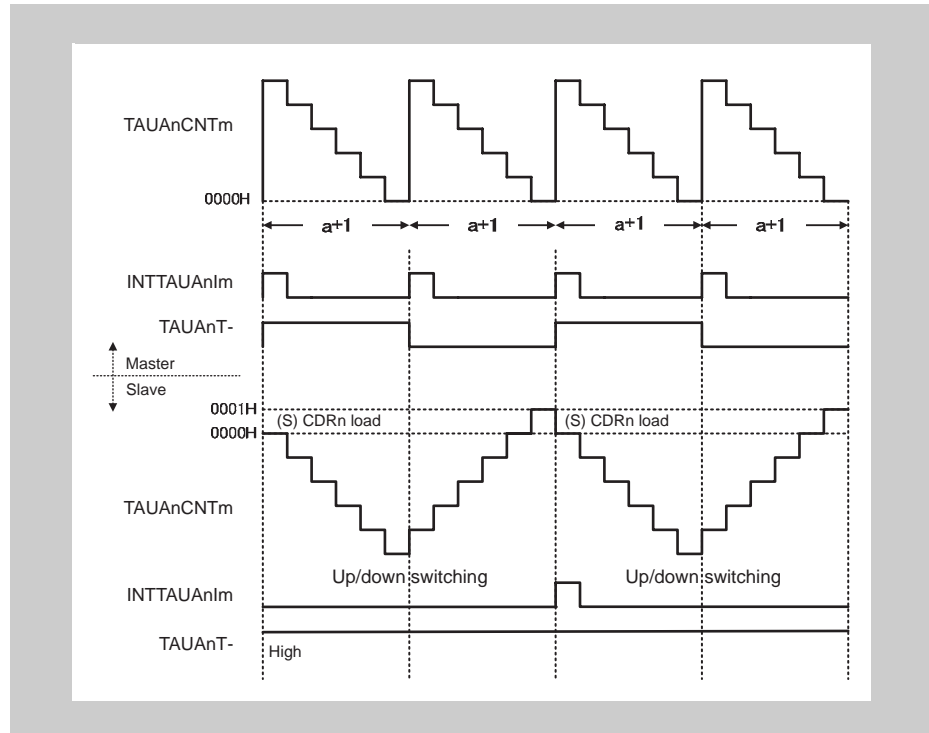 TAUAnCNTm
0000H
a+1 a+1 a+1 a+1
INTTAUAnIm
TAUAnT-
Master
Slave
0001H
(S) CDRn load (S) CDRn load
0000H
TAUAnCNTm
Up/down switching Up/down switching
INTTAUAnIm
TAUAnT-
High